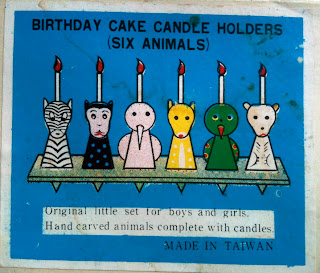 BIRTHDAY CAKE CANDLE HOLDERS
(SIX ANIMALS)
Original little set for boys and girls.
Hand carved animals complete with candles.
MADE IN TAIWAN